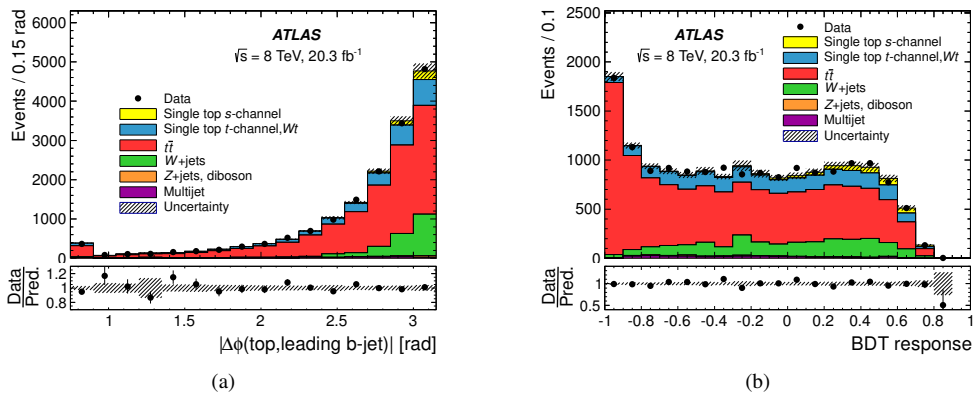 Events / 0.15 rad
6000
5000
4000
3000
2000
1000
0
ATLAS
√s = 8 TeV, 20.3 fb⁻¹
Data
Single top s-channel
Single top t-channel,Wt
tt̄
W+jets
Z+jets, diboson
Multijet
Uncertainty
Data
Pred.
1.2
1
0.8
1 1.5 2 2.5 3
|Δϕ(top,leading b-jet)| [rad]
(a)
Events / 0.1
2500
2000
1500
1000
500
0
ATLAS
√s = 8 TeV, 20.3 fb⁻¹
Data
Single top s-channel
Single top t-channel,Wt
tt̄
W+jets
Z+jets, diboson
Multijet
Uncertainty
Data
Pred.
1.5
1
0.5
-1 -0.8 -0.6 -0.4 -0.2 0 0.2 0.4 0.6 0.8 1
BDT response
(b)